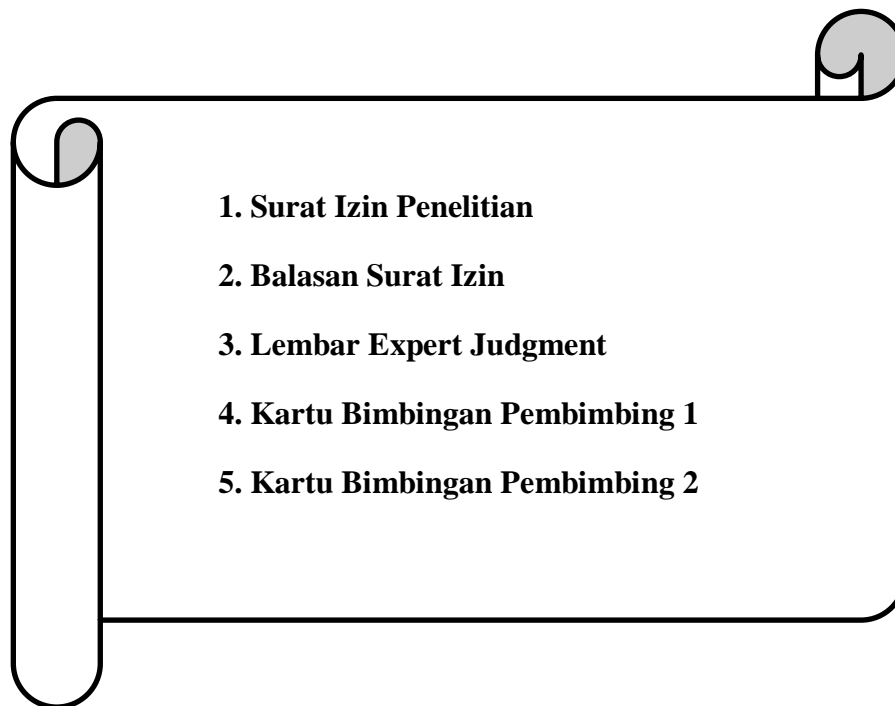 1. Surat Izin Penelitian
2. Balasan Surat Izin
3. Lembar Expert Judgment
4. Kartu Bimbingan Pembimbing 1
5. Kartu Bimbingan Pembimbing 2